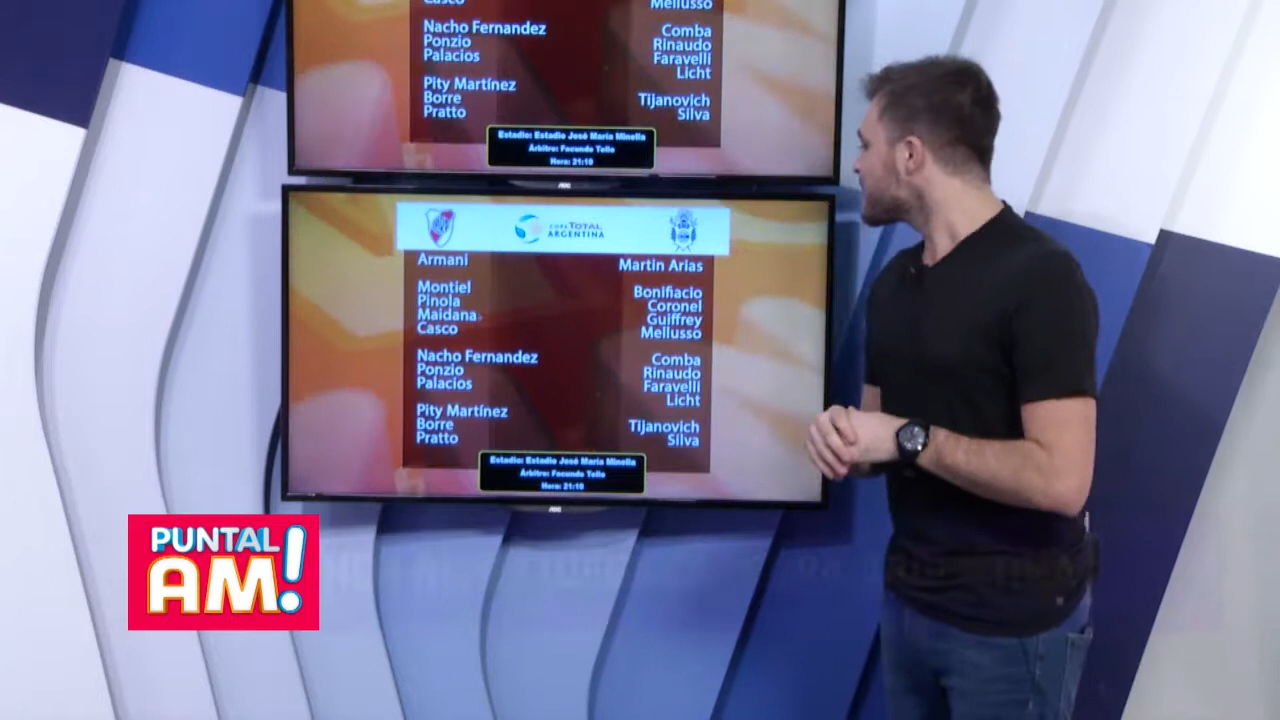 Casco
Mellusso
Nacho Fernandez
Ponzio
Palacios
Comba
Rinaudo
Faravelli
Licht
Pity Martínez
Borre
Pratto
Tijanovich
Silva
Estadio: Estadio José María Minella
Árbitro: Facundo Tello
Hora: 21:10
AOC
COPA TOTAL
ARGENTINA
Armani
Martin Arias
Montiel
Pinola
Maidana
Casco
Bonifiacio
Coronel
Guiffrey
Mellusso
Nacho Fernandez
Ponzio
Palacios
Comba
Rinaudo
Faravelli
Licht
Pity Martínez
Borre
Pratto
Tijanovich
Silva
Estadio: Estadio José María Minella
Árbitro: Facundo Tello
Hora: 21:10
AOC
PUNTAL
AM!